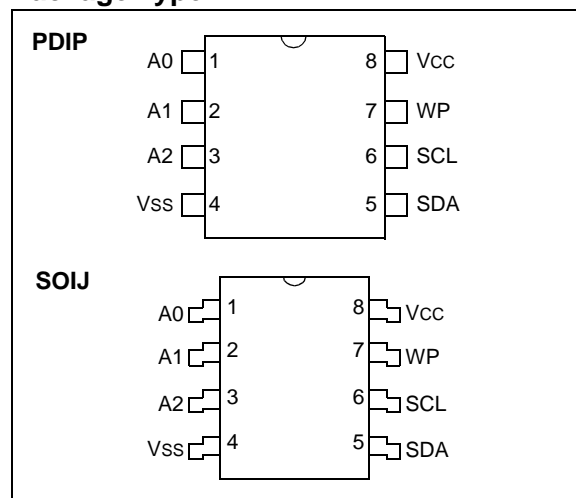 PDIP
A0 1 8 VCC
A1 2 7 WP
A2 3 6 SCL
VSS 4 5 SDA
SOIJ
A0 1 8 VCC
A1 2 7 WP
A2 3 6 SCL
VSS 4 5 SDA